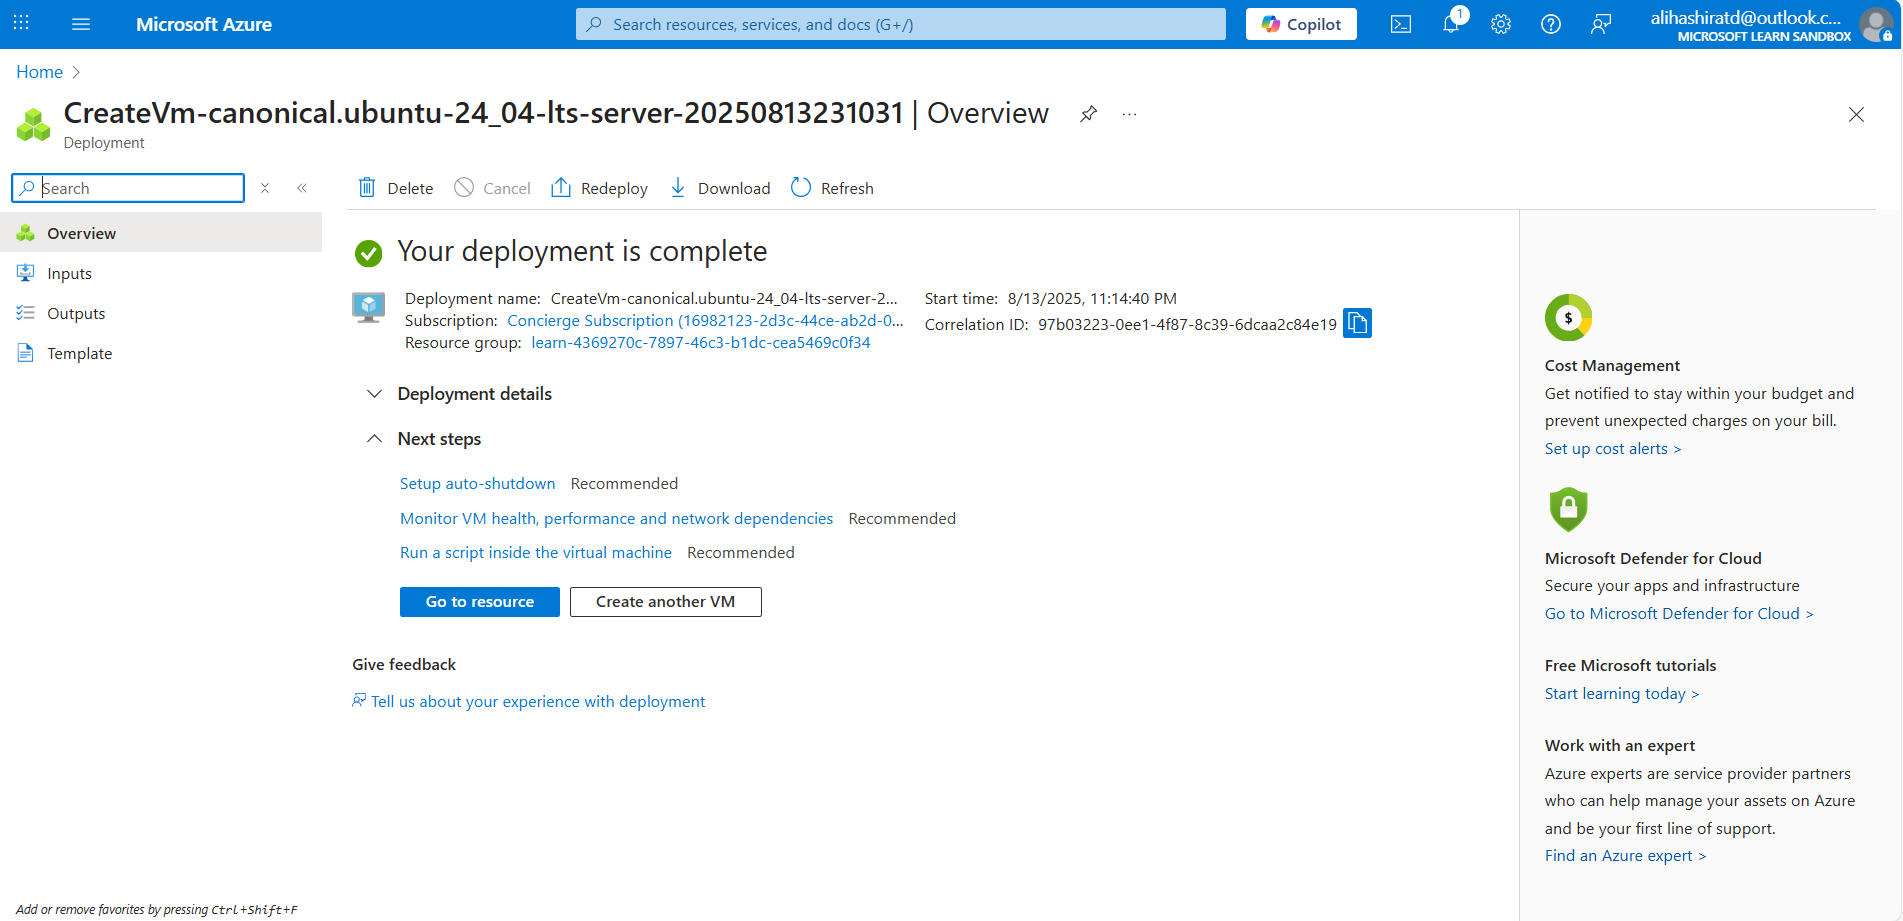 Microsoft Azure
Search resources, services, and docs (G+/)
Copilot
1
alihashiratd@outlook.c...
MICROSOFT LEARN SANDBOX
Home
CreateVm-canonical.ubuntu-24_04-lts-server-20250813231031 | Overview
Deployment
Search
Delete
Cancel
Redeploy
Download
Refresh
Overview
Inputs
Outputs
Template
Your deployment is complete
Deployment name: CreateVm-canonical.ubuntu-24_04-lts-server-2...
Subscription: Concierge Subscription (16982123-2d3c-44ce-ab2d-0...
Resource group: learn-4369270c-7897-46c3-b1dc-cea5469c0f34
Start time: 8/13/2025, 11:14:40 PM
Correlation ID: 97b03223-0ee1-4f87-8c39-6dcaa2c84e19
Deployment details
Next steps
Setup auto-shutdown Recommended
Monitor VM health, performance and network dependencies Recommended
Run a script inside the virtual machine Recommended
Go to resource
Create another VM
Give feedback
Tell us about your experience with deployment
$
Cost Management
Get notified to stay within your budget and
prevent unexpected charges on your bill.
Set up cost alerts >
Microsoft Defender for Cloud
Secure your apps and infrastructure
Go to Microsoft Defender for Cloud >
Free Microsoft tutorials
Start learning today >
Work with an expert
Azure experts are service provider partners
who can help manage your assets on Azure
and be your first line of support.
Find an Azure expert >
Add or remove favorites by pressing Ctrl+Shift+F